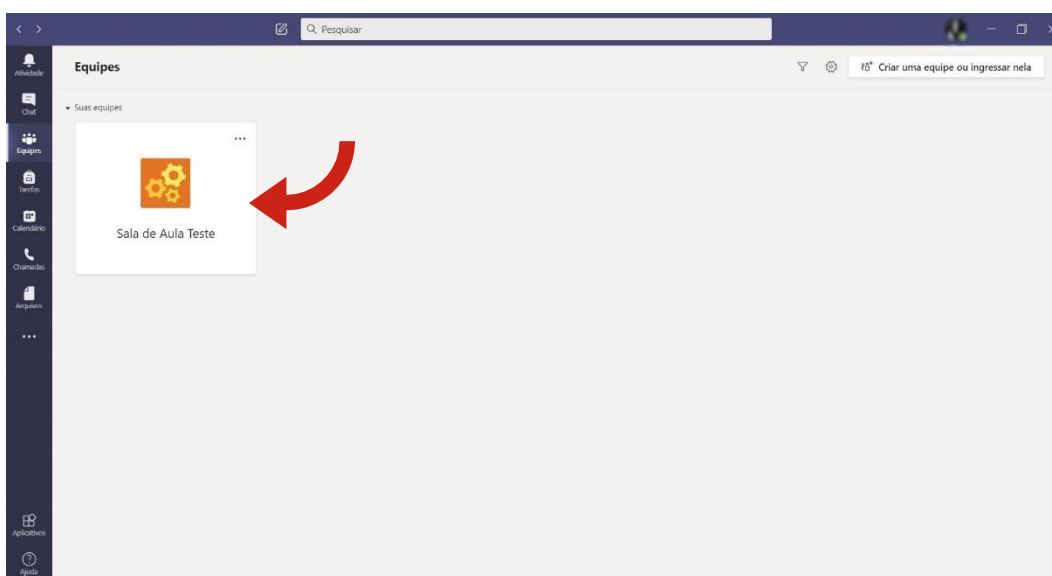 Pesquisar
Atividade
Equipes
Criar uma equipe ou ingressar nela
Chat
Suas equipes
Equipes
Tarefas
Sala de Aula Teste
Calendário
Chamadas
Arquivos
Aplicativos
Ajuda